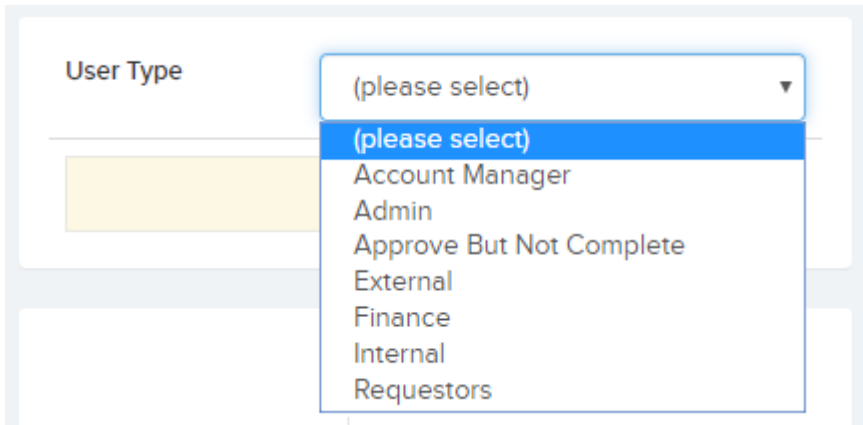 User Type
(please select)
(please select)
Account Manager
Admin
Approve But Not Complete
External
Finance
Internal
Requestors